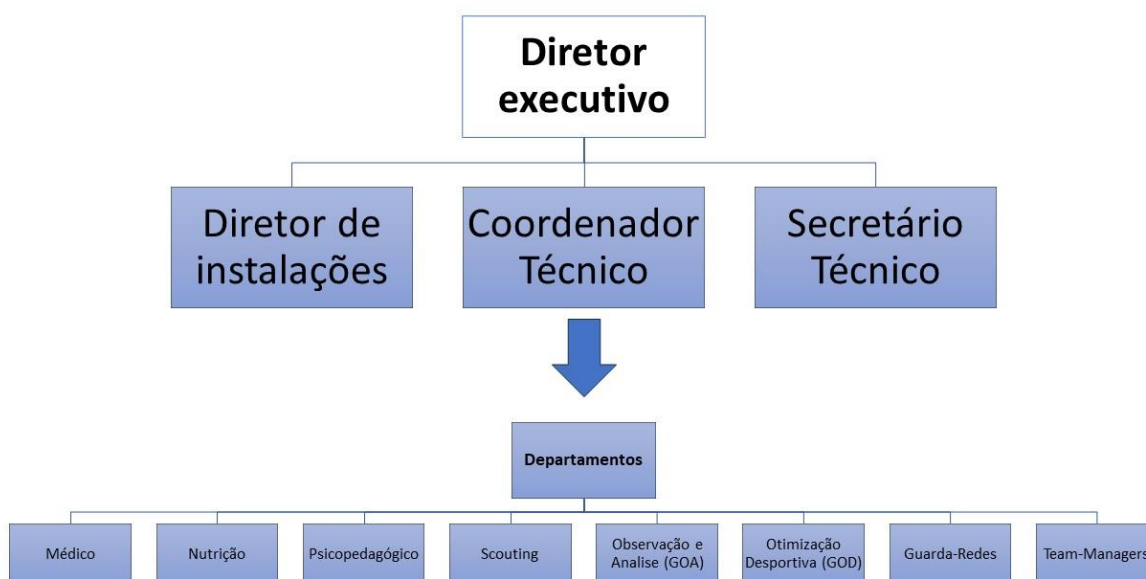 Diretor
executivo
Diretor de
instalações
Coordenador
Técnico
Secretário
Técnico
Departamentos
Médico
Nutrição
Psicopedagógico
Scouting
Observação e
Analise (GOA)
Otimização
Desportiva (GOD)
Guarda-Redes
Team-Managers